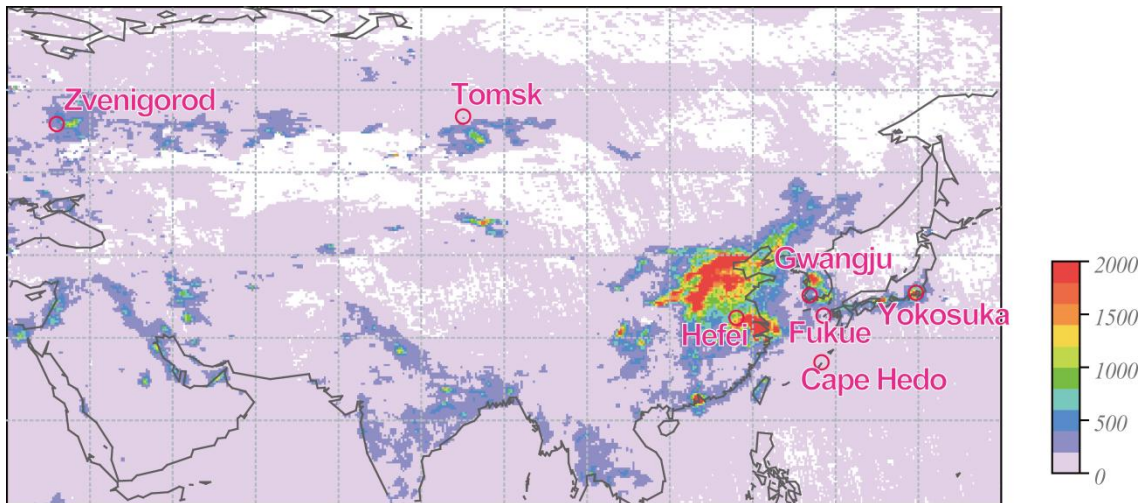 Zvenigorod
Tomsk
Gwangju
Yokosuka
Hefei
Fukue
Cape Hedo
2000
1500
1000
500
0